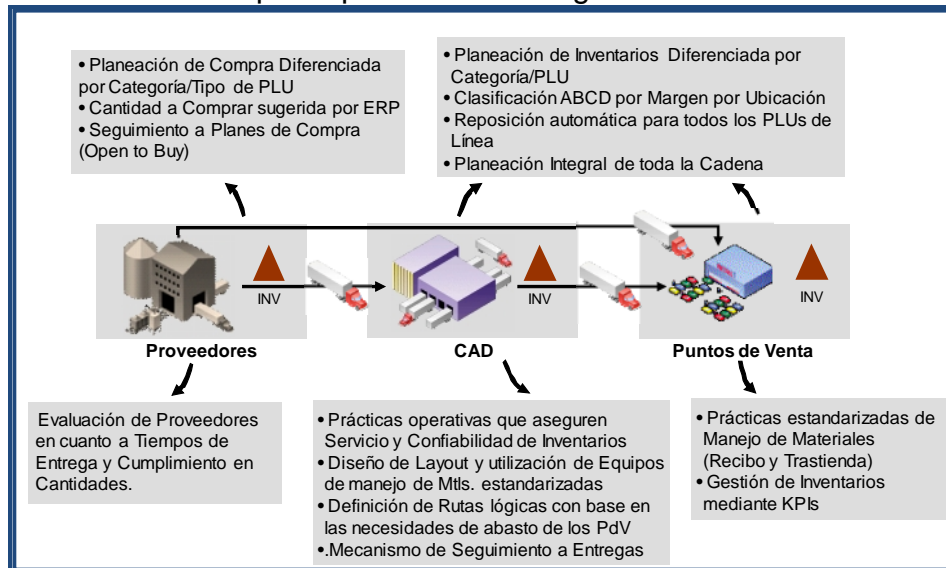 • Planeación de Compra Diferenciada
por Categoría/Tipo de PLU
• Cantidad a Comprar sugerida por ERP
• Seguimiento a Planes de Compra
(Open to Buy)
• Planeación de Inventarios Diferenciada por
Categoría/PLU
• Clasificación ABCD por Margen por Ubicación
• Reposición automática para todos los PLUs de
Línea
• Planeación Integral de toda la Cadena
INV
INV
INV
Proveedores
CAD
Puntos de Venta
Evaluación de Proveedores
en cuanto a Tiempos de
Entrega y Cumplimiento en
Cantidades.
• Prácticas operativas que aseguren
Servicio y Confiabilidad de Inventarios
• Diseño de Layout y utilización de Equipos
de manejo de Mtls. estandarizadas
• Definición de Rutas lógicas con base en
las necesidades de abasto de los PdV
•.Mecanismo de Seguimiento a Entregas
• Prácticas estandarizadas de
Manejo de Materiales
(Recibo y Trastienda)
• Gestión de Inventarios
mediante KPIs